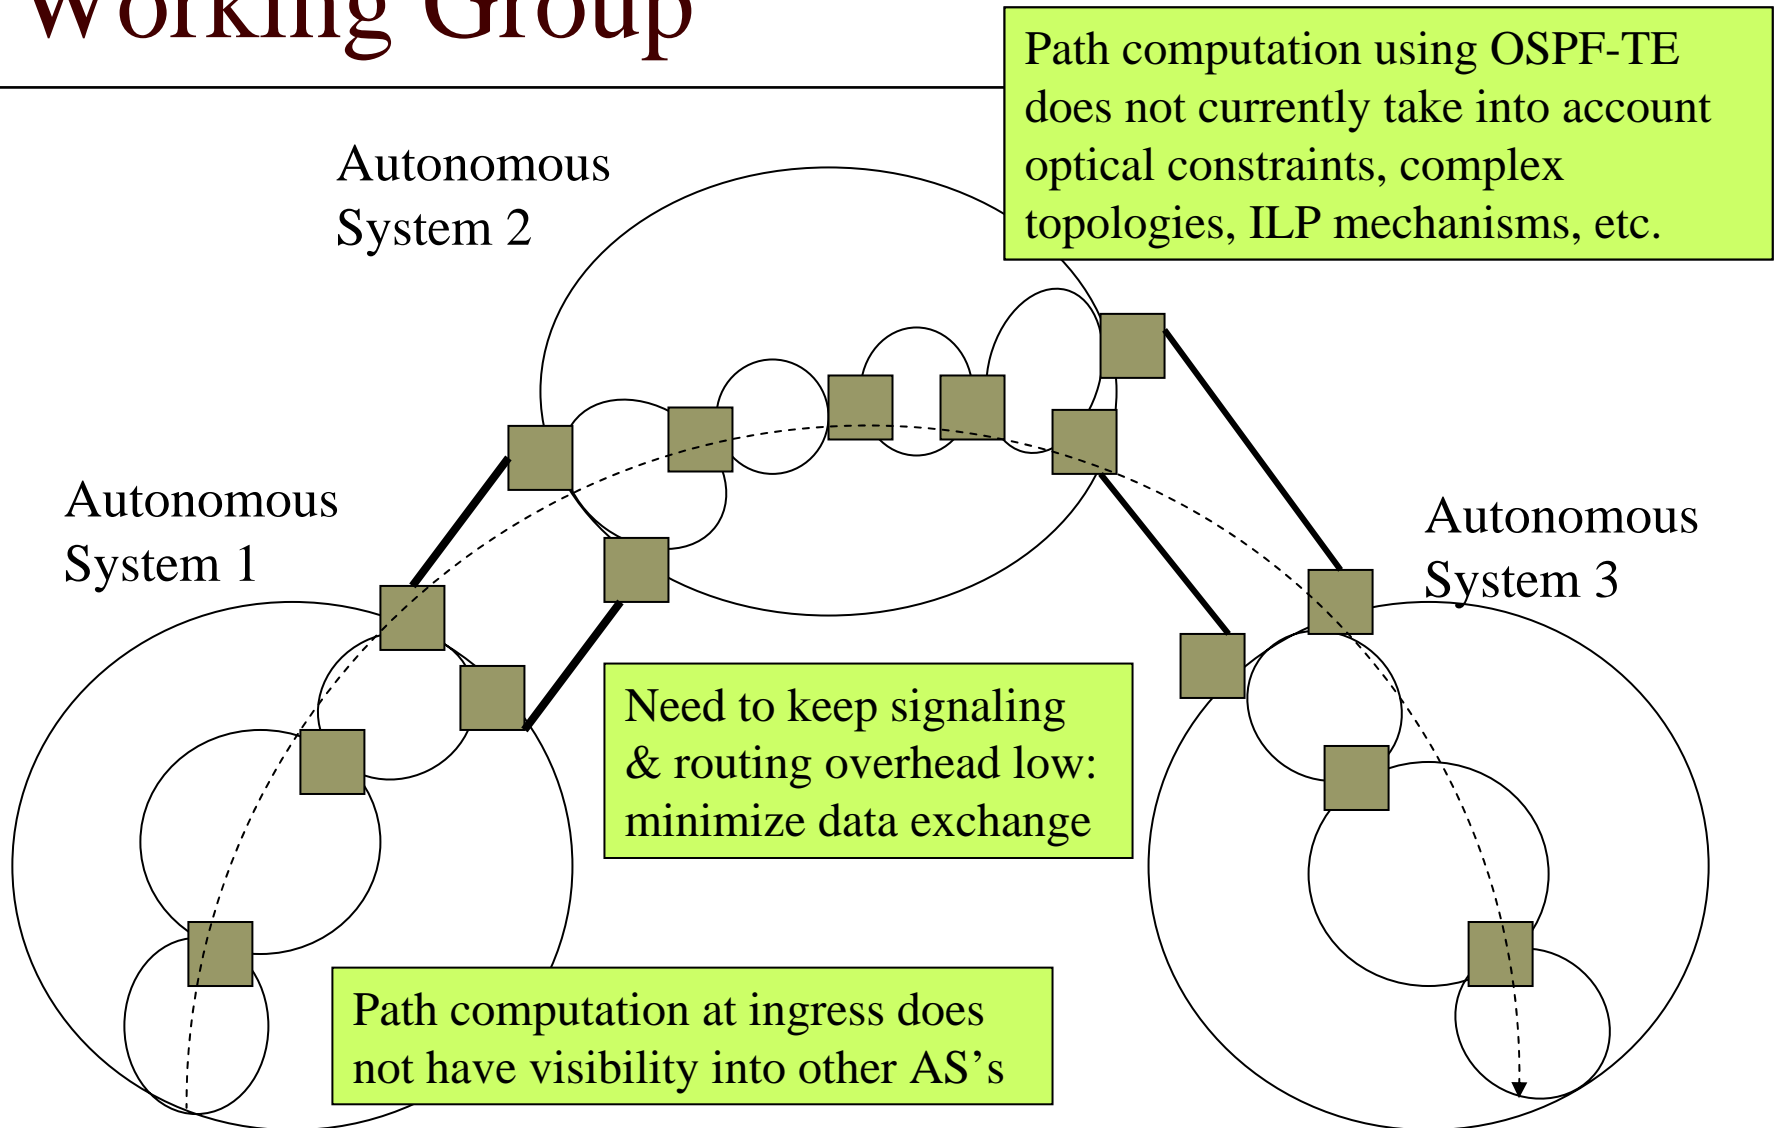 Working Group
Path computation using OSPF-TE
does not currently take into account
optical constraints, complex
topologies, ILP mechanisms, etc.
Autonomous
System 2
Autonomous
System 1
Autonomous
System 3
Need to keep signaling
& routing overhead low:
minimize data exchange
Path computation at ingress does
not have visibility into other AS’s